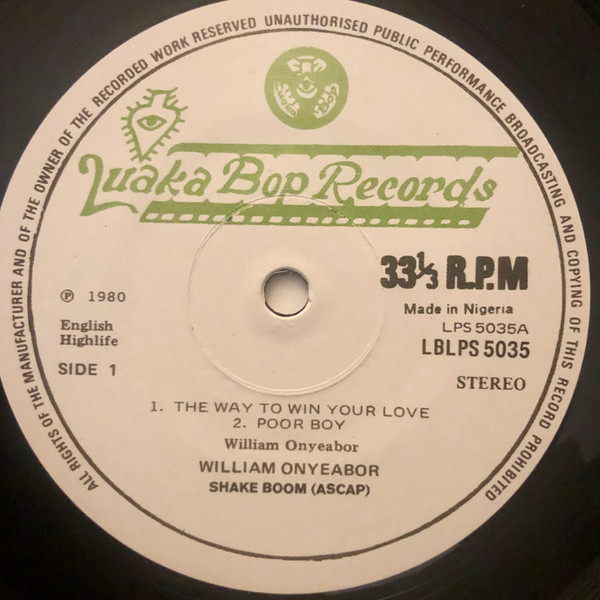 ALL RIGHTS OF THE MANUFACTURER AND OF THE OWNER OF THE RECORDED WORK RESERVED UNAUTHORISED PUBLIC PERFORMANCE BROADCASTING AND COPYING OF THIS RECORD PROHIBITED
Luaka Bop Records
33⅓ R.P.M
Ⓟ 1980
Made in Nigeria
LPS 5035A
English
Highlife
LBLPS 5035
SIDE 1
STEREO
1. THE WAY TO WIN YOUR LOVE
2. POOR BOY
William Onyeabor
WILLIAM ONYEABOR
SHAKE BOOM (ASCAP)